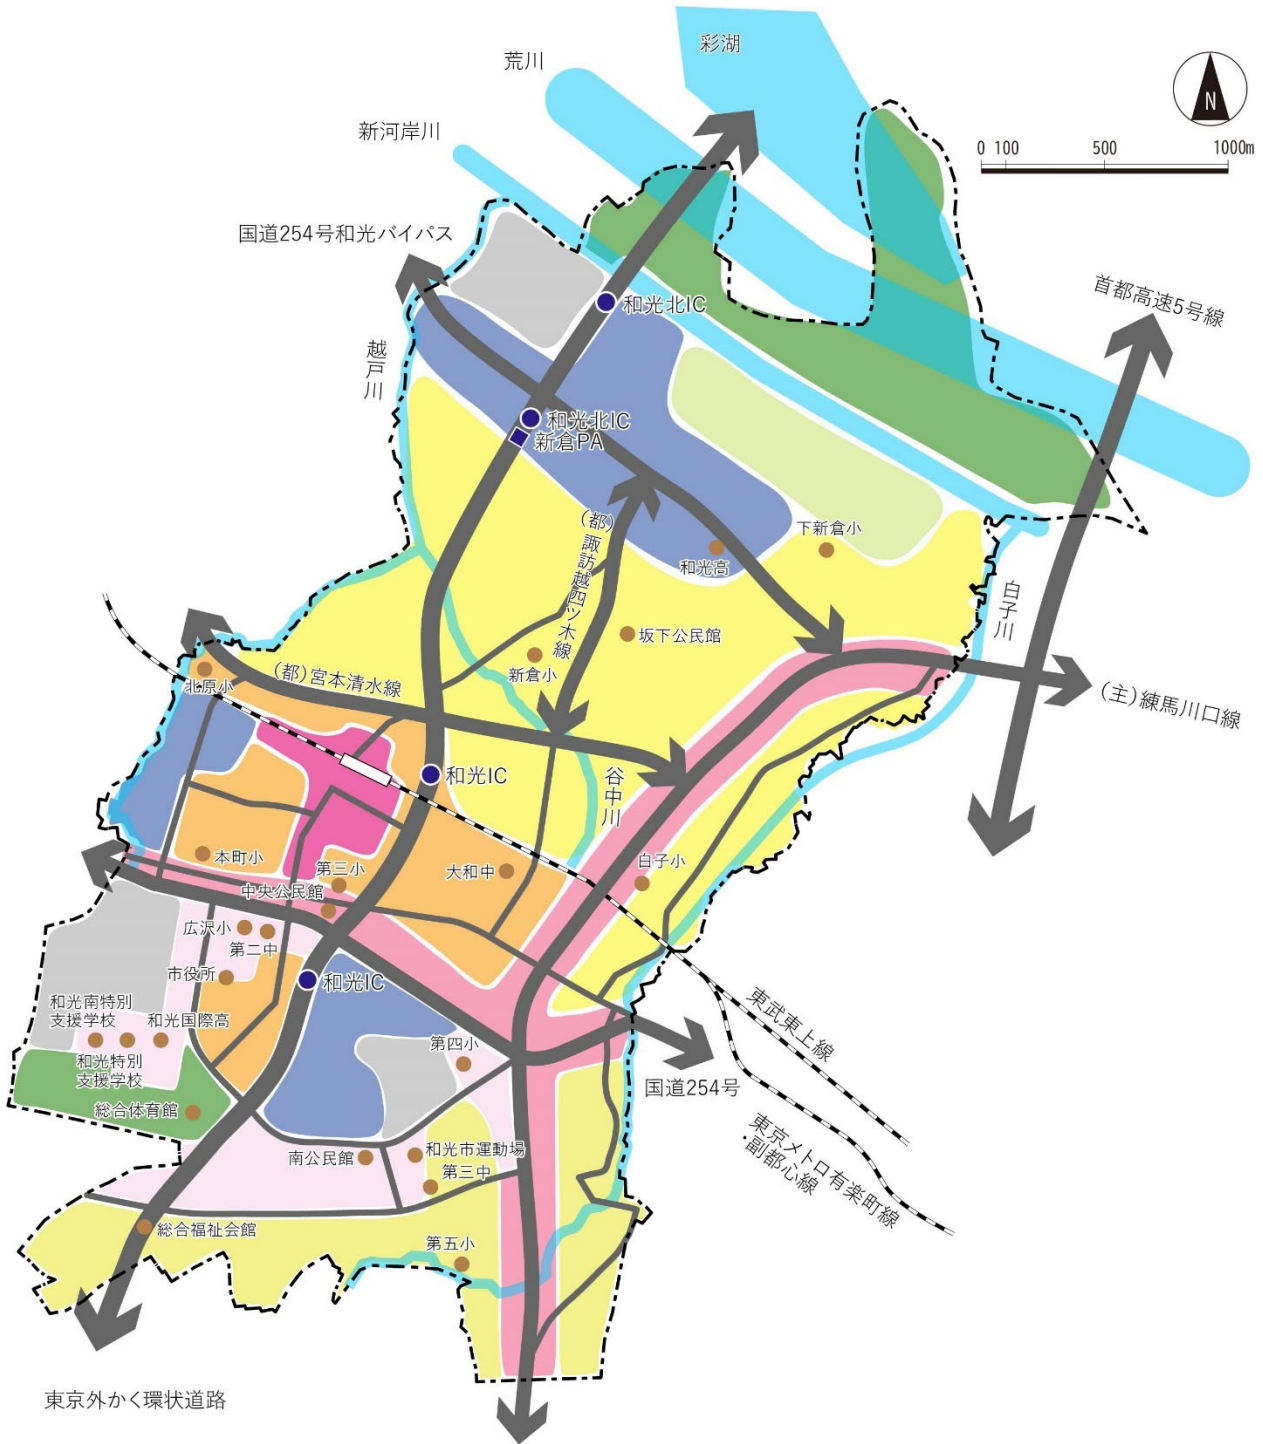 彩湖
荒川
新河岸川
N
0 100 500 1000m
国道254号和光バイパス
首都高速5号線
和光北IC
越戸川
和光北IC
新倉PA
(都)諏訪越四ツ木線
下新倉小
和光高
白子川
坂下公民館
新倉小
北原小
(都)宮本清水線
(主)練馬川口線
和光IC
谷中川
本町小
第三小
大和中
白子小
中央公民館
広沢小
第二中
市役所
和光IC
和光南特別
支援学校
和光国際高
和光特別
支援学校
第四小
東武東上線
国道254号
総合体育館
東京メトロ有楽町線
・副都心線
南公民館
和光市運動場
第三中
総合福祉会館
第五小
東京外かく環状道路